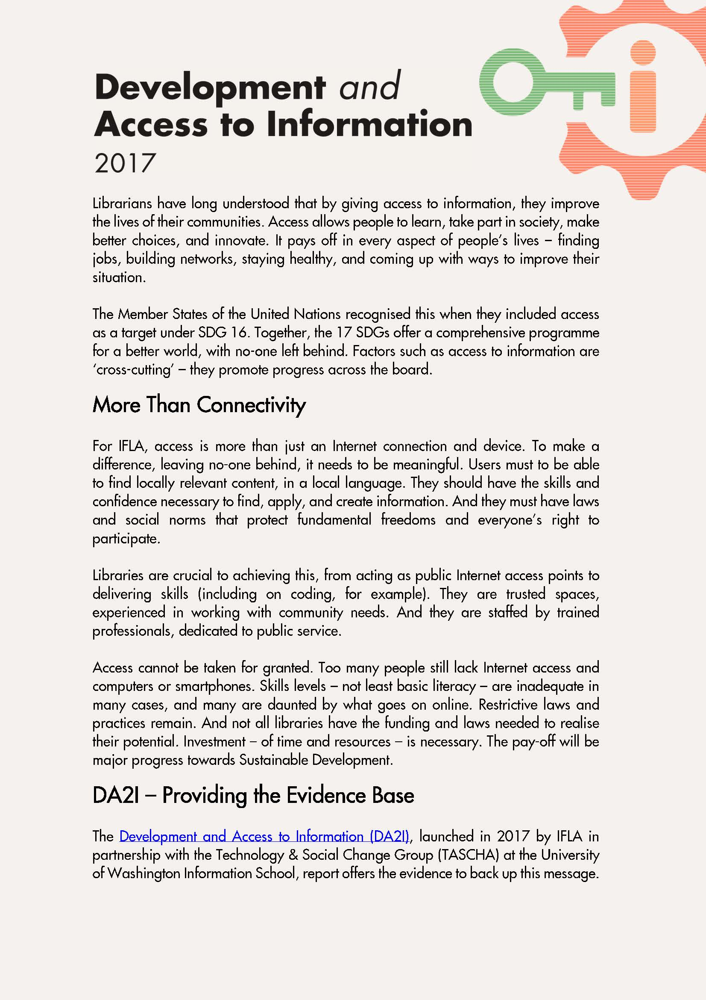 Development and
Access to Information
2017
Librarians have long understood that by giving access to information, they improve
the lives of their communities. Access allows people to learn, take part in society, make
better choices, and innovate. It pays off in every aspect of people’s lives – finding
jobs, building networks, staying healthy, and coming up with ways to improve their
situation.
The Member States of the United Nations recognised this when they included access
as a target under SDG 16. Together, the 17 SDGs offer a comprehensive programme
for a better world, with no-one left behind. Factors such as access to information are
‘cross-cutting’ – they promote progress across the board.
More Than Connectivity
For IFLA, access is more than just an Internet connection and device. To make a
difference, leaving no-one behind, it needs to be meaningful. Users must to be able
to find locally relevant content, in a local language. They should have the skills and
confidence necessary to find, apply, and create information. And they must have laws
and social norms that protect fundamental freedoms and everyone’s right to
participate.
Libraries are crucial to achieving this, from acting as public Internet access points to
delivering skills (including on coding, for example). They are trusted spaces,
experienced in working with community needs. And they are staffed by trained
professionals, dedicated to public service.
Access cannot be taken for granted. Too many people still lack Internet access and
computers or smartphones. Skills levels – not least basic literacy – are inadequate in
many cases, and many are daunted by what goes on online. Restrictive laws and
practices remain. And not all libraries have the funding and laws needed to realise
their potential. Investment – of time and resources – is necessary. The pay-off will be
major progress towards Sustainable Development.
DA2I – Providing the Evidence Base
The Development and Access to Information (DA2I), launched in 2017 by IFLA in
partnership with the Technology & Social Change Group (TASCHA) at the University
of Washington Information School, report offers the evidence to back up this message.